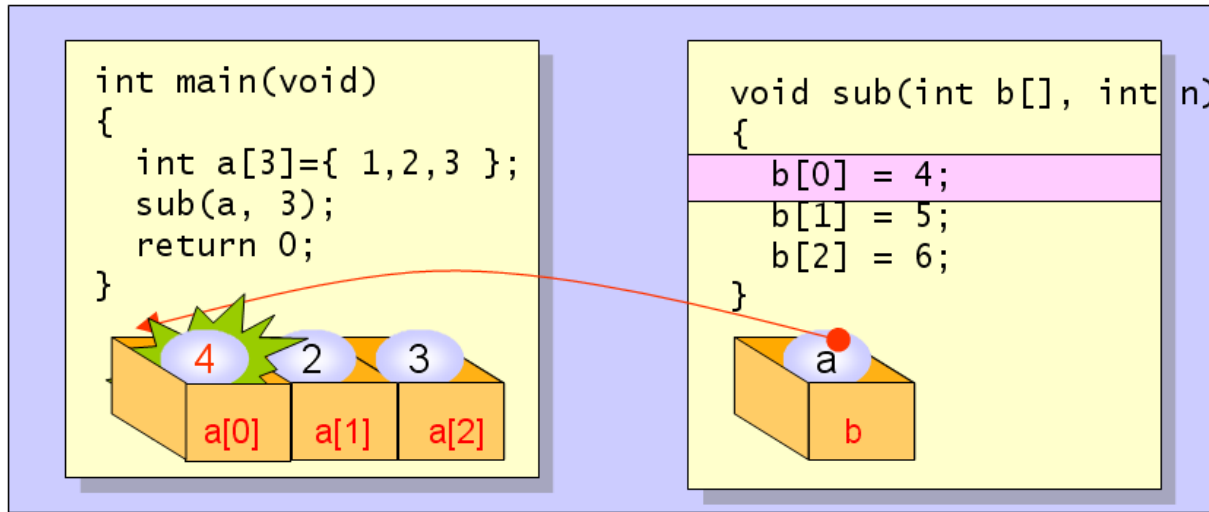 int main(void)
{
int a[3]={ 1,2,3 };
sub(a, 3);
return 0;
}
4 2 3
a[0] a[1] a[2]
void sub(int b[], int n)
{
b[0] = 4;
b[1] = 5;
b[2] = 6;
}
a
b